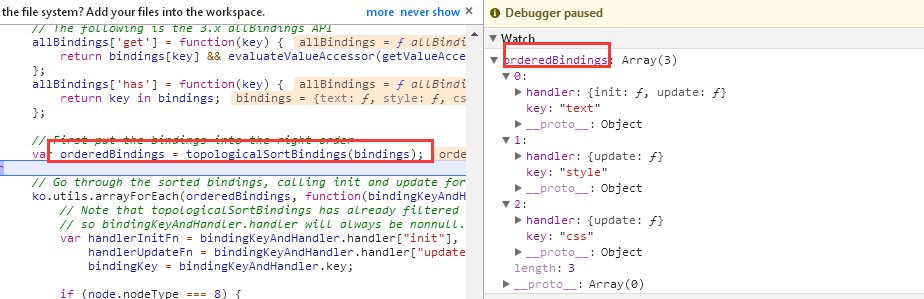 the file system? Add your files into the workspace. more never show ×
// The following is the 3.x allBindings API
allBindings['get'] = function(key) { allBindings = ƒ allBindi
return bindings[key] && evaluateValueAccessor(getValueAcce
};
allBindings['has'] = function(key) { allBindings = ƒ allBindi
return key in bindings; bindings = {text: ƒ, style: ƒ, cs
};
// First put the bindings into the right order
var orderedBindings = topologicalSortBindings(bindings); orde
// Go through the sorted bindings, calling init and update for
ko.utils.arrayForEach(orderedBindings, function(bindingKeyAndH
// Note that topologicalSortBindings has already filtered
// so bindingKeyAndHandler.handler will always be nonnull.
var handlerInitFn = bindingKeyAndHandler.handler["init"],
handlerUpdateFn = bindingKeyAndHandler.handler["update
bindingKey = bindingKeyAndHandler.key;
if (node.nodeType === 8) {
Debugger paused
▼ Watch
▼ orderedBindings: Array(3)
▼ 0:
▶ handler: {init: ƒ, update: ƒ}
key: "text"
▶ __proto__: Object
▼ 1:
▶ handler: {update: ƒ}
key: "style"
▶ __proto__: Object
▼ 2:
▶ handler: {update: ƒ}
key: "css"
▶ __proto__: Object
length: 3
▶ __proto__: Array(0)